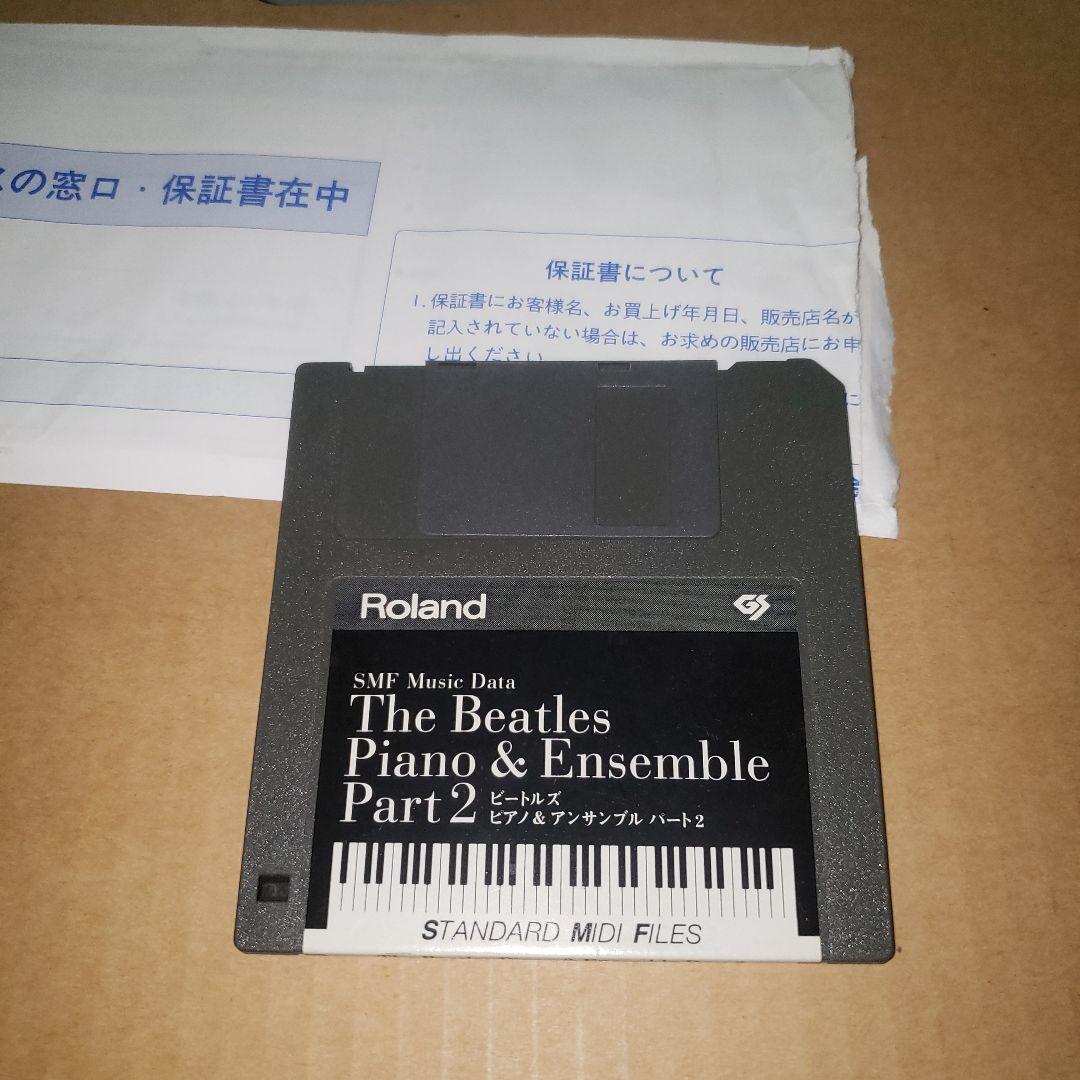 の窓口・保証書在中
保証書について
1. 保証書にお客様名、お買上げ年月日、販売店名が
記入されていない場合は、お求めの販売店にお申
し出ください
に
Roland
GS
SMF Music Data
The Beatles
Piano & Ensemble
Part 2
ビートルズ
ピアノ&アンサンブル パート2
STANDARD MIDI FILES